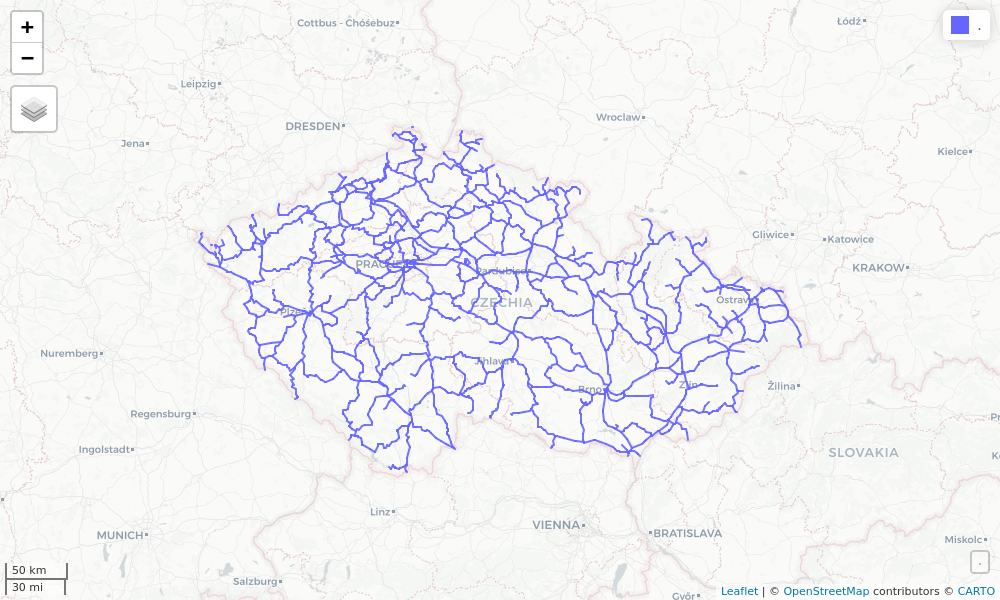 +
−
Cottbus - Chóśebuz
Łódź
.
Leipzig
DRESDEN
Wroclaw
Jena
Kielce
Gliwice
Katowice
PRAGUE
KRAKOW
Pardubice
CZECHIA
Ostrava
Plzeň
Nuremberg
Jihlava
Brno
Zlín
Žilina
Regensburg
Ingolstadt
SLOVAKIA
Linz
VIENNA
BRATISLAVA
MUNICH
Miskolc
Salzburg
Győr
50 km
30 mi
.
Leaflet | © OpenStreetMap contributors © CARTO